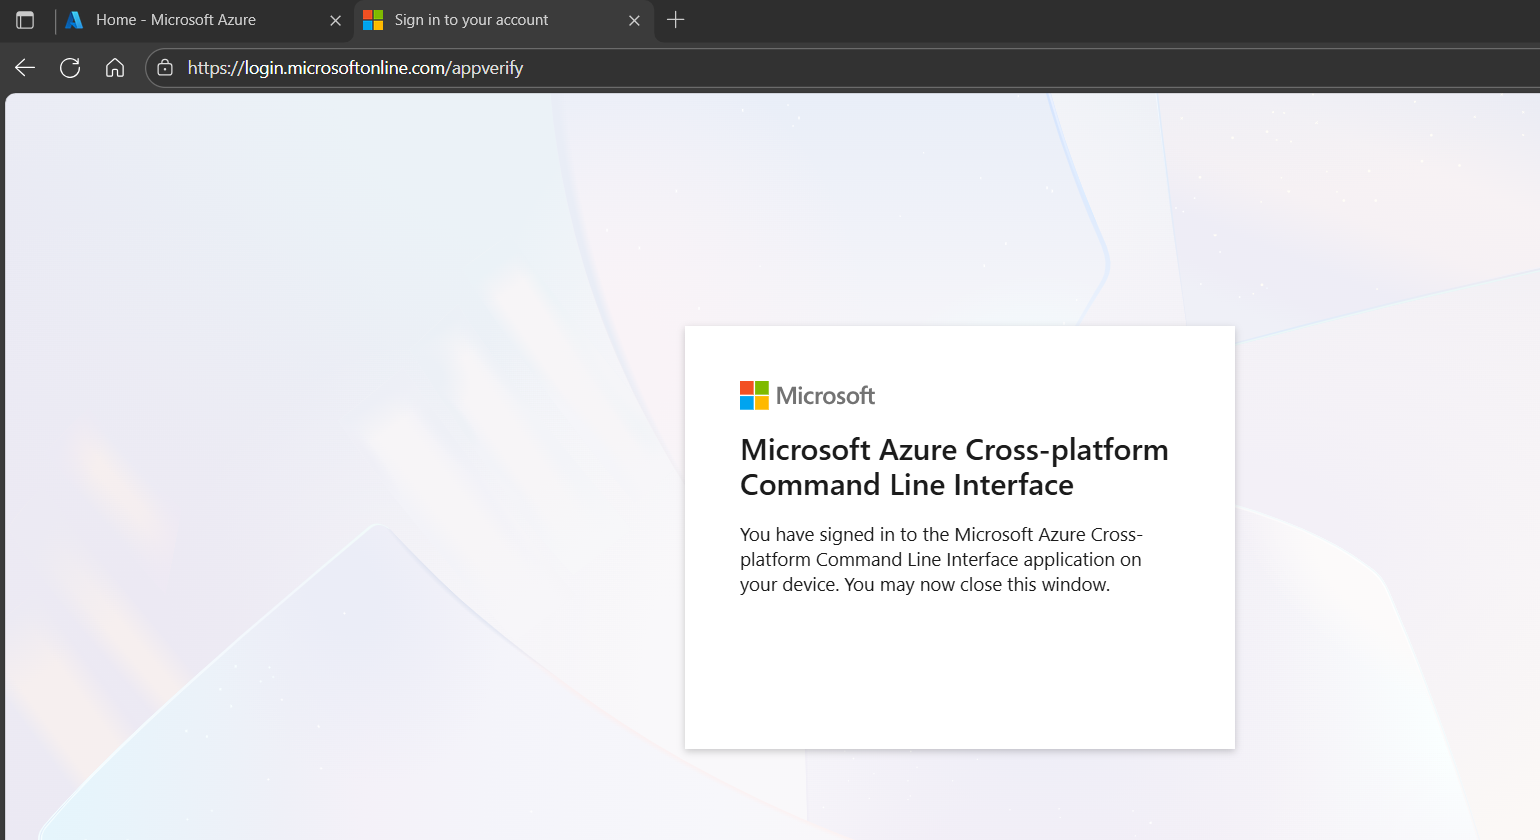 Home - Microsoft Azure
Sign in to your account
https://login.microsoftonline.com/appverify
Microsoft
Microsoft Azure Cross-platform
Command Line Interface
You have signed in to the Microsoft Azure Cross-
platform Command Line Interface application on
your device. You may now close this window.